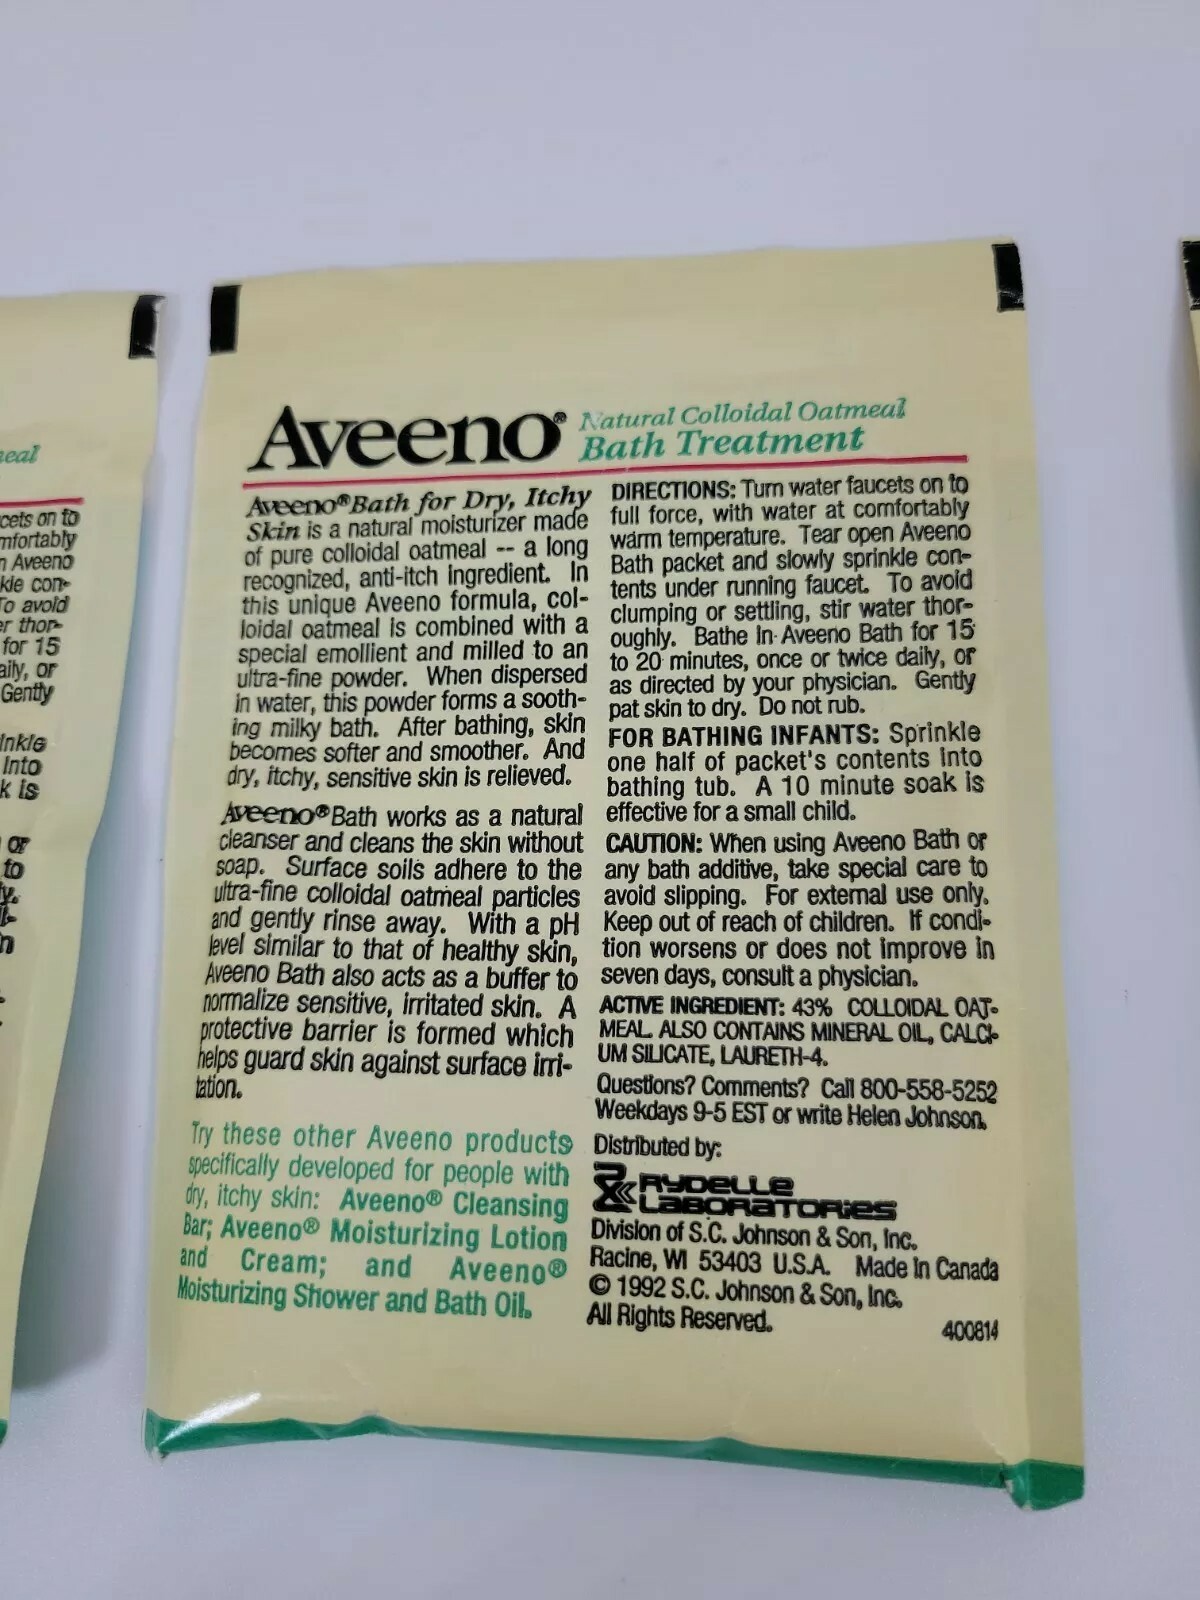 Aveeno® Natural Colloidal Oatmeal
Bath Treatment
Aveeno® Bath for Dry, Itchy
Skin is a natural moisturizer made
of pure colloidal oatmeal -- a long
recognized, anti-itch ingredient. In
this unique Aveeno formula, col-
loidal oatmeal is combined with a
special emollient and milled to an
ultra-fine powder. When dispersed
in water, this powder forms a sooth-
ing milky bath. After bathing, skin
becomes softer and smoother. And
dry, itchy, sensitive skin is relieved.
Aveeno® Bath works as a natural
cleanser and cleans the skin without
soap. Surface soils adhere to the
ultra-fine colloidal oatmeal particles
and gently rinse away. With a pH
level similar to that of healthy skin,
Aveeno Bath also acts as a buffer to
normalize sensitive, irritated skin. A
protective barrier is formed which
helps guard skin against surface irri-
tation.
Try these other Aveeno products
specifically developed for people with
dry, itchy skin: Aveeno® Cleansing
Bar; Aveeno® Moisturizing Lotion
and Cream; and Aveeno®
Moisturizing Shower and Bath Oil.
DIRECTIONS: Turn water faucets on to
full force, with water at comfortably
warm temperature. Tear open Aveeno
Bath packet and slowly sprinkle con-
tents under running faucet. To avoid
clumping or settling, stir water thor-
oughly. Bathe in Aveeno Bath for 15
to 20 minutes, once or twice daily, or
as directed by your physician. Gently
pat skin to dry. Do not rub.
FOR BATHING INFANTS: Sprinkle
one half of packet's contents into
bathing tub. A 10 minute soak is
effective for a small child.
CAUTION: When using Aveeno Bath or
any bath additive, take special care to
avoid slipping. For external use only.
Keep out of reach of children. If condi-
tion worsens or does not improve in
seven days, consult a physician.
ACTIVE INGREDIENT: 43% COLLOIDAL OAT-
MEAL. ALSO CONTAINS MINERAL OIL, CALCI-
UM SILICATE, LAURETH-4.
Questions? Comments? Call 800-558-5252
Weekdays 9-5 EST or write Helen Johnson.
Distributed by:
RYDELLE
LABORATORIES
Division of S.C. Johnson & Son, Inc.
Racine, WI 53403 U.S.A. Made in Canada
© 1992 S.C. Johnson & Son, Inc.
All Rights Reserved.
400814